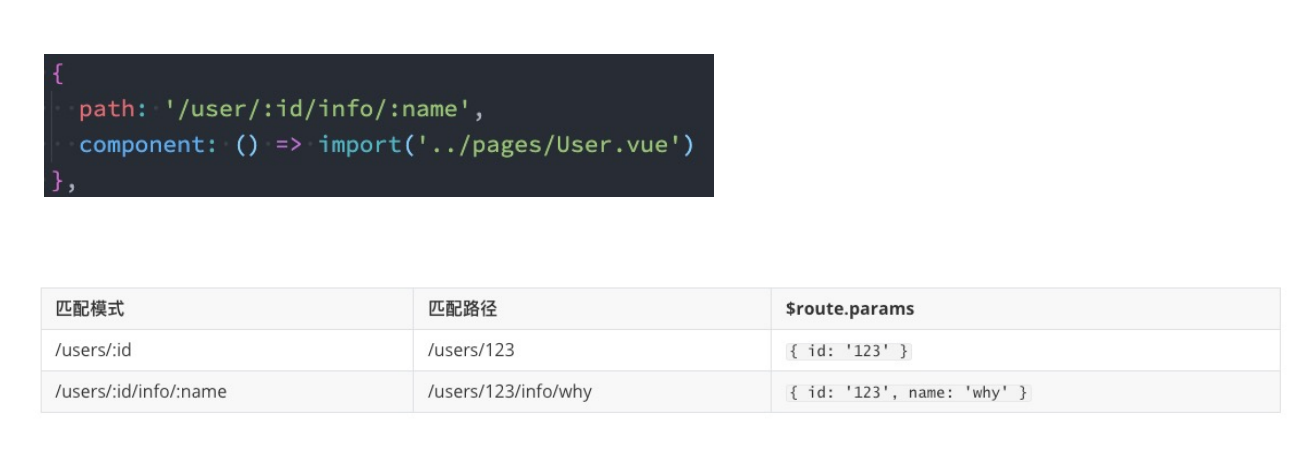 {
path: '/user/:id/info/:name',
component: () => import('../pages/User.vue')
},
匹配模式 匹配路径 $route.params
/users/:id /users/123 { id: '123' }
/users/:id/info/:name /users/123/info/why { id: '123', name: 'why' }